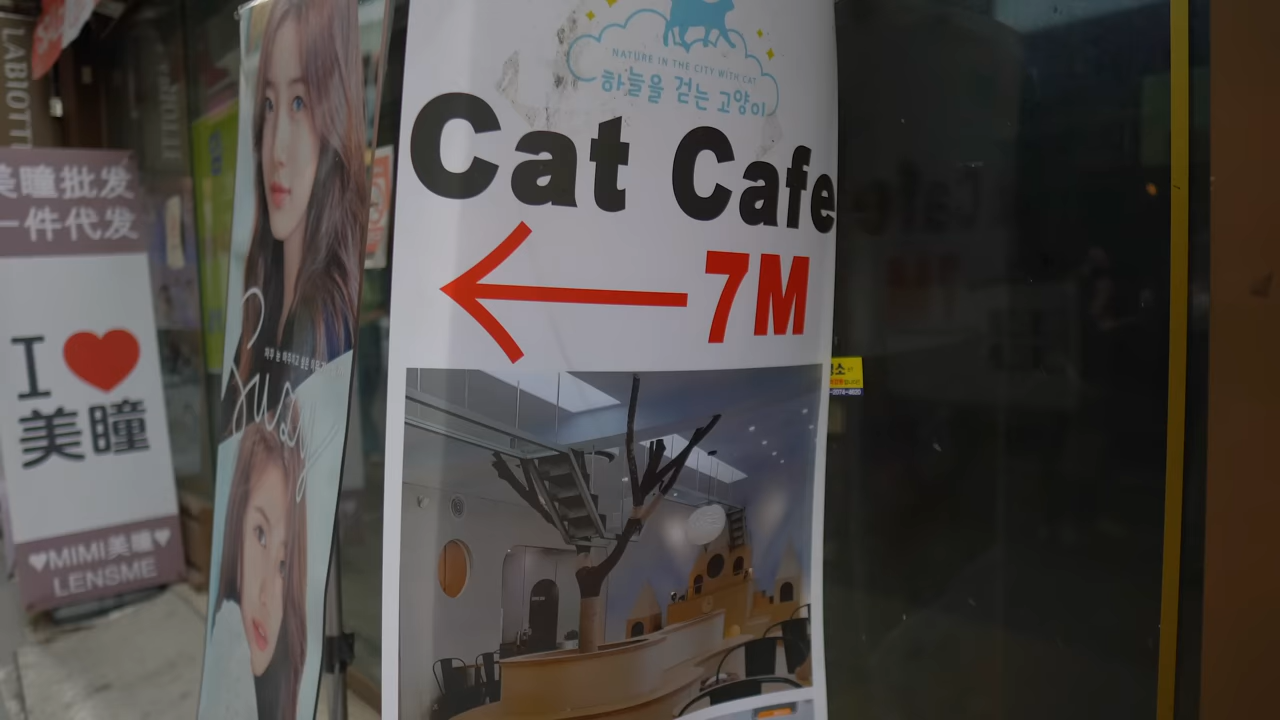 LABIOTTE
美瞳批发
一件代发
I ♥
美瞳
♥MIMI美瞳♥
LENSME
Suzy
NATURE IN THE CITY WITH CAT
하늘을 걷는 고양이
Cat Cafe
← 7M